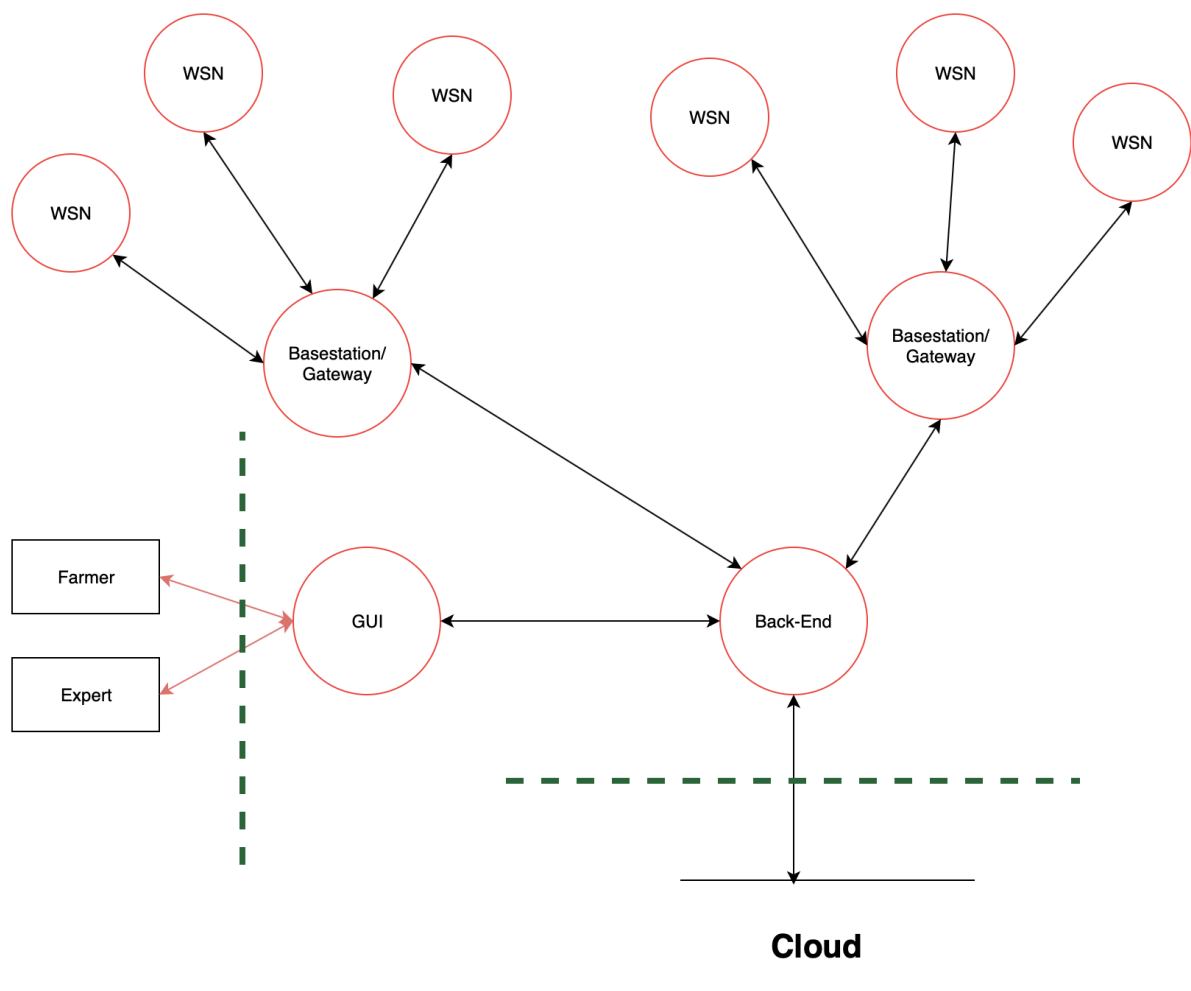 WSN
WSN
WSN
WSN
WSN
WSN
Basestation/
Gateway
Basestation/
Gateway
Farmer
GUI
Back-End
Expert
Cloud